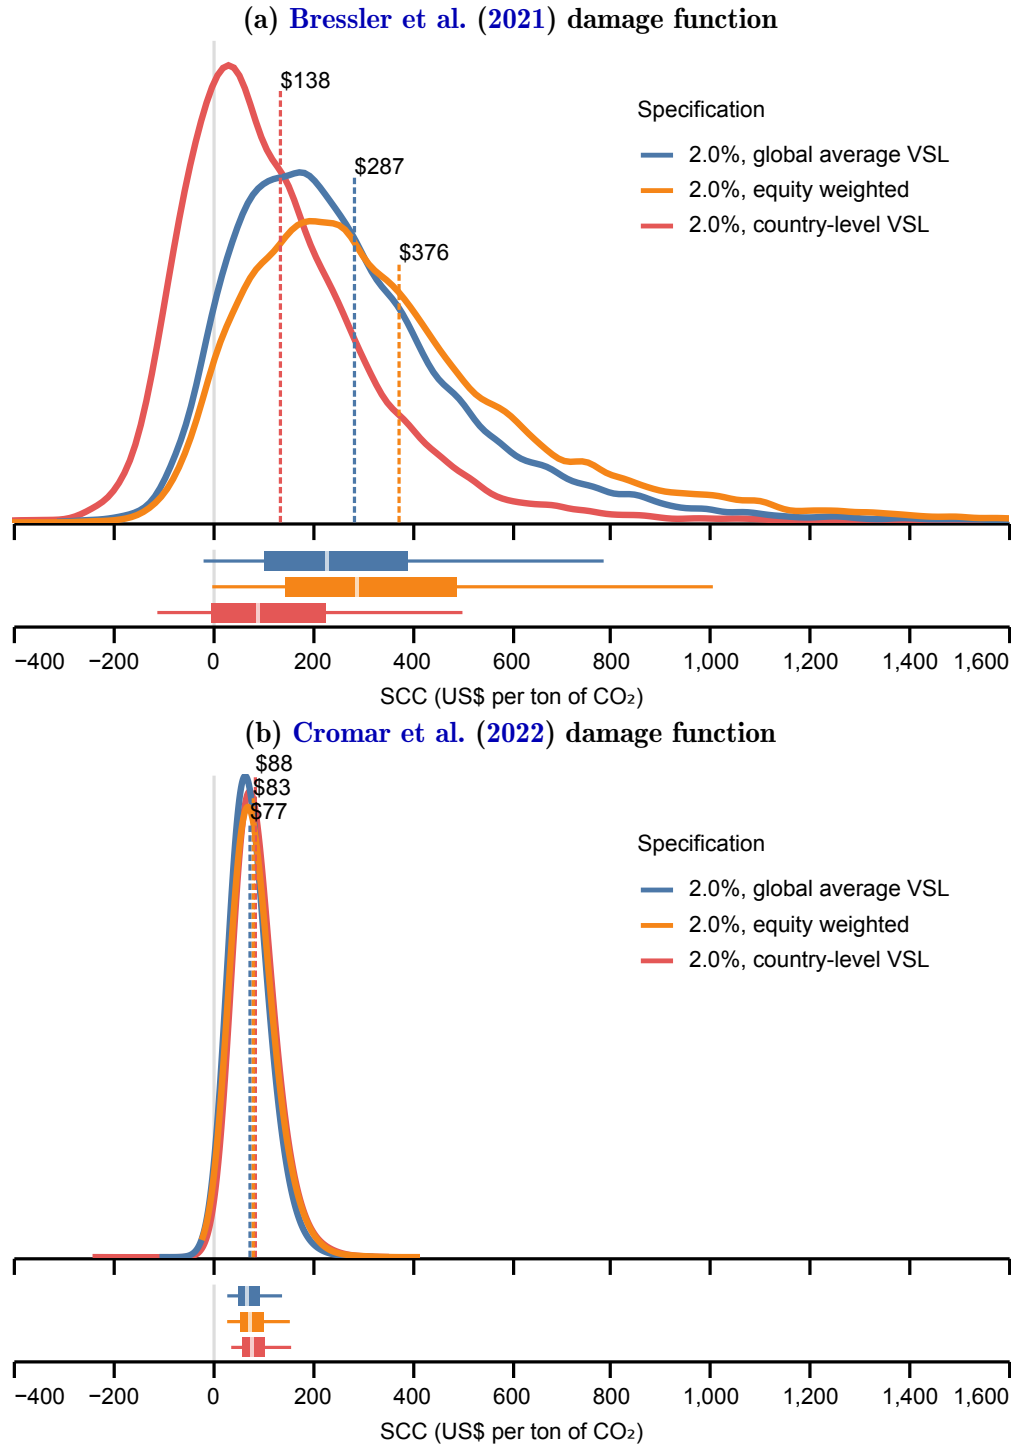 (a) Bressler et al. (2021) damage function
$138
$287
$376
Specification
2.0%, global average VSL
2.0%, equity weighted
2.0%, country-level VSL
−400 −200 0 200 400 600 800 1,000 1,200 1,400 1,600
SCC (US$ per ton of CO₂)
(b) Cromar et al. (2022) damage function
$88
$83
$77
Specification
2.0%, global average VSL
2.0%, equity weighted
2.0%, country-level VSL
−400 −200 0 200 400 600 800 1,000 1,200 1,400 1,600
SCC (US$ per ton of CO₂)